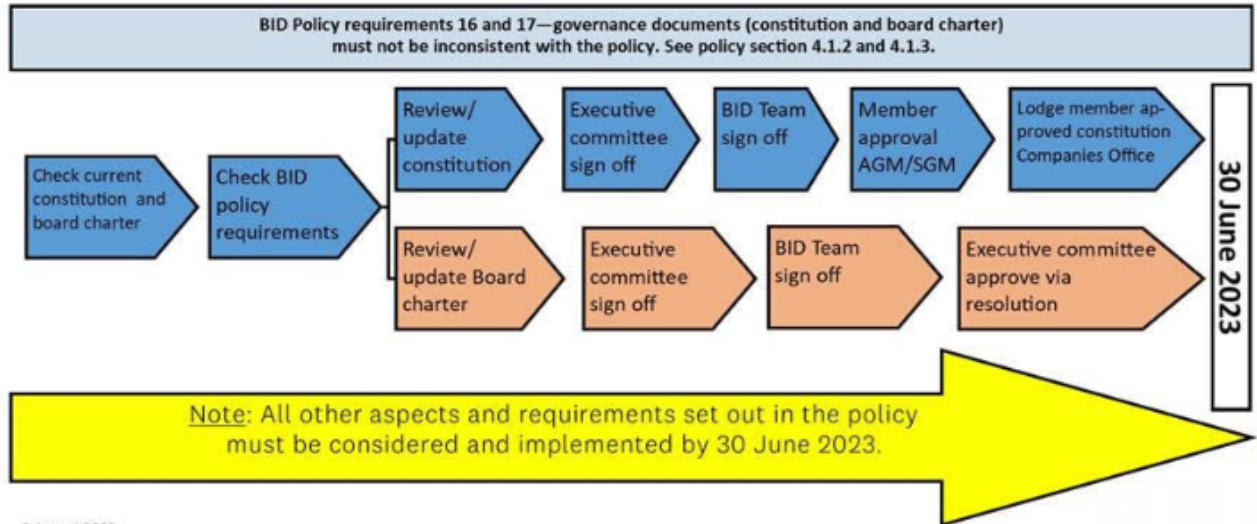 BID Policy requirements 16 and 17—governance documents (constitution and board charter)
must not be inconsistent with the policy. See policy section 4.1.2 and 4.1.3.
Check current
constitution and
board charter
Check BID
policy
requirements
Review/
update
constitution
Executive
committee
sign off
BID Team
sign off
Member
approval
AGM/SGM
Lodge member ap-
proved constitution
Companies Office
Review/
update Board
charter
Executive
committee
sign off
BID Team
sign off
Executive committee
approve via
resolution
30 June 2023
Note: All other aspects and requirements set out in the policy
must be considered and implemented by 30 June 2023.